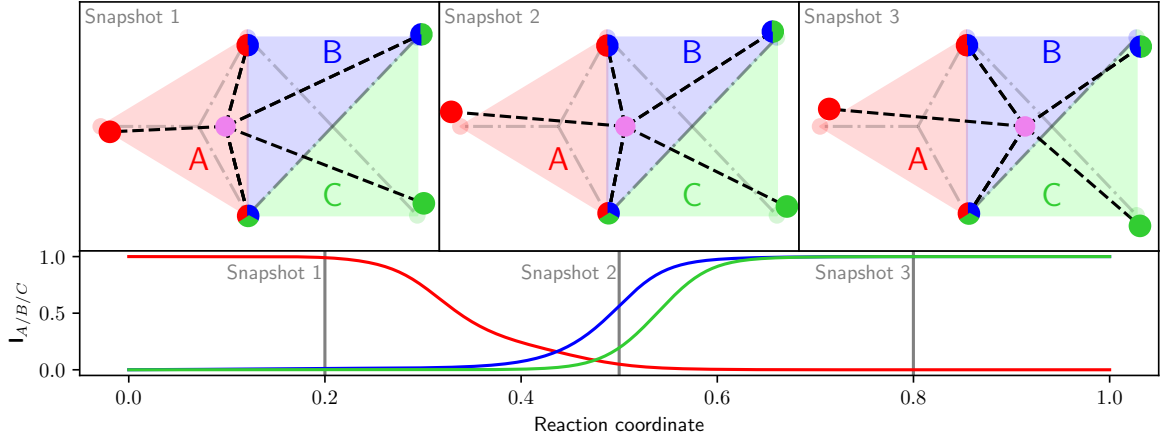 Snapshot 1
Snapshot 2
Snapshot 3
B
B
B
A
A
A
C
C
C
1.0
Snapshot 1
Snapshot 2
Snapshot 3
0.5
I_{A/B/C}
0.0
0.0
0.2
0.4
0.6
0.8
1.0
Reaction coordinate